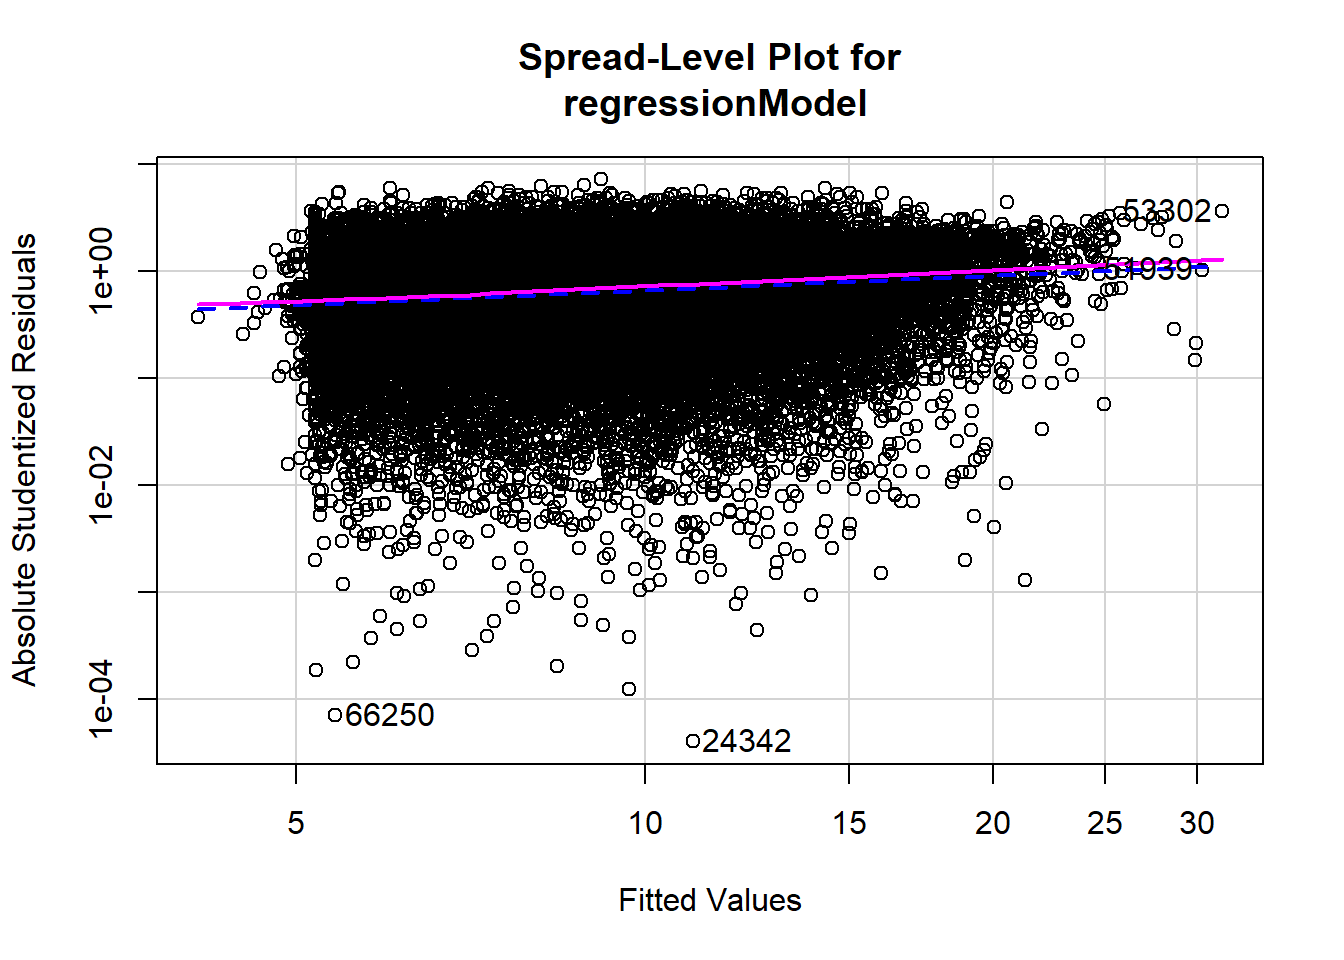 Spread-Level Plot for
regressionModel
Absolute Studentized Residuals
1e+00
1e-02
1e-04
53302
51939
66250
24342
5 10 15 20 25 30
Fitted Values